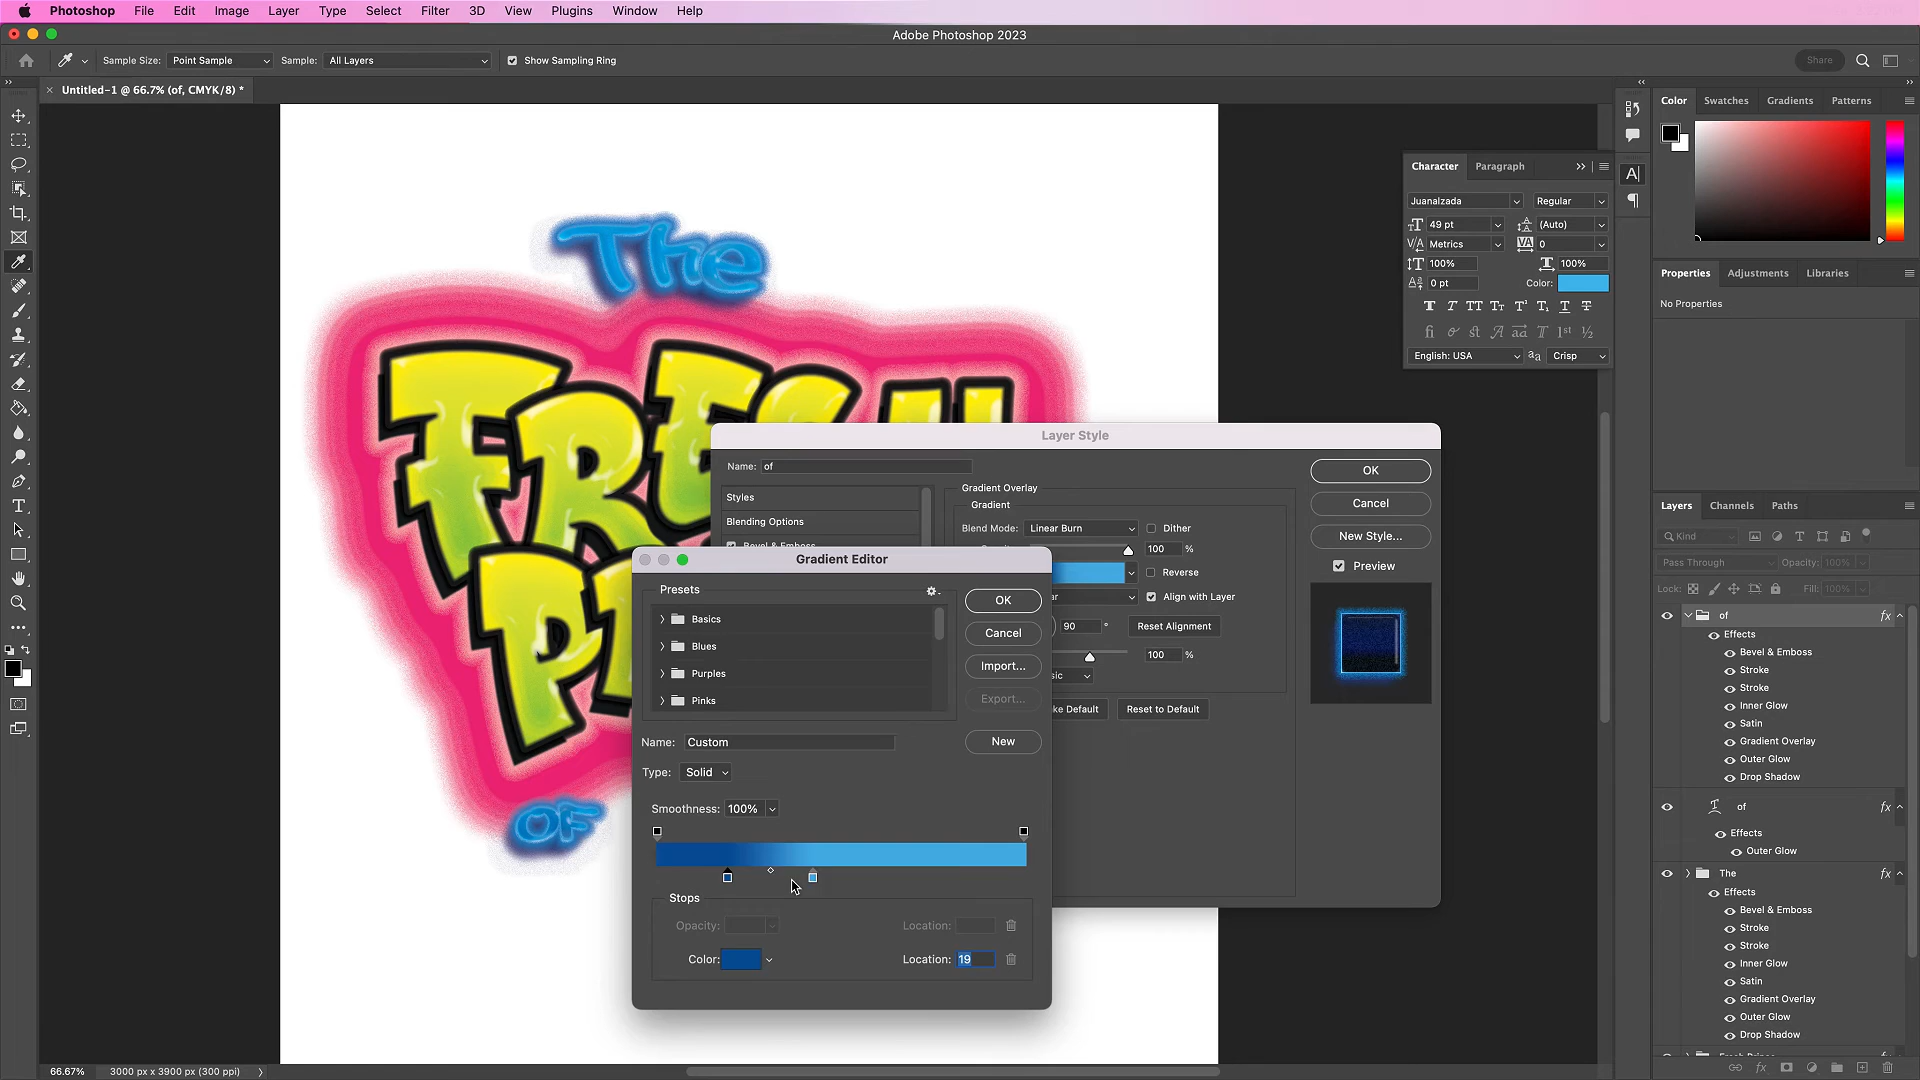 Photoshop File Edit Image Layer Type Select Filter 3D View Plugins Window Help
Adobe Photoshop 2023
Sample Size: Point Sample Sample: All Layers Show Sampling Ring Share
Untitled-1 @ 66.7% (of, CMYK/8) *
Color Swatches Gradients Patterns
Character Paragraph
Juanalzada Regular
49 pt (Auto)
Metrics 0
100% 100%
0 pt Color:
English: USA Crisp
Properties Adjustments Libraries
No Properties
The
FRESH
OF
Layer Style
Name: of
Styles
Blending Options
Bevel & Emboss
Gradient Overlay
Gradient
Blend Mode: Linear Burn Dither
100 %
Reverse
Align with Layer
90 ° Reset Alignment
100 %
Reset to Default
OK
Cancel
New Style...
Preview
Gradient Editor
Presets
Basics
Blues
Purples
Pinks
OK
Cancel
Import...
Export...
Name: Custom New
Type: Solid
Smoothness: 100%
Stops
Opacity: Location:
Color: Location: 19
Layers Channels Paths
Kind
Pass Through Opacity: 100%
Lock: Fill: 100%
of fx
Effects
Bevel & Emboss
Stroke
Stroke
Inner Glow
Satin
Gradient Overlay
Outer Glow
Drop Shadow
of fx
Effects
Outer Glow
The fx
Effects
Bevel & Emboss
Stroke
Stroke
Inner Glow
Satin
Gradient Overlay
Outer Glow
Drop Shadow
66.67% 3000 px x 3900 px (300 ppi)